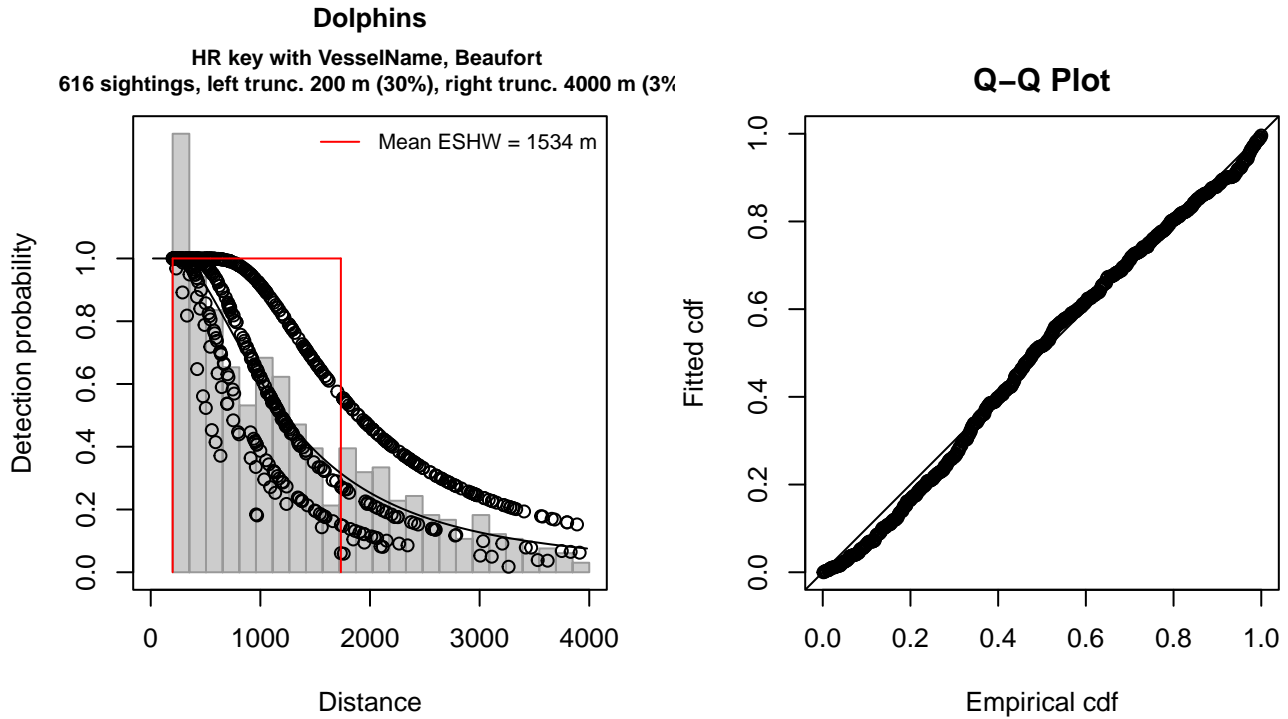 Dolphins
HR key with VesselName, Beaufort
616 sightings, left trunc. 200 m (30%), right trunc. 4000 m (3%
Mean ESHW = 1534 m
Detection probability
0.0 0.2 0.4 0.6 0.8 1.0
0 1000 2000 3000 4000
Distance
Q−Q Plot
Fitted cdf
0.0 0.2 0.4 0.6 0.8 1.0
0.0 0.2 0.4 0.6 0.8 1.0
Empirical cdf